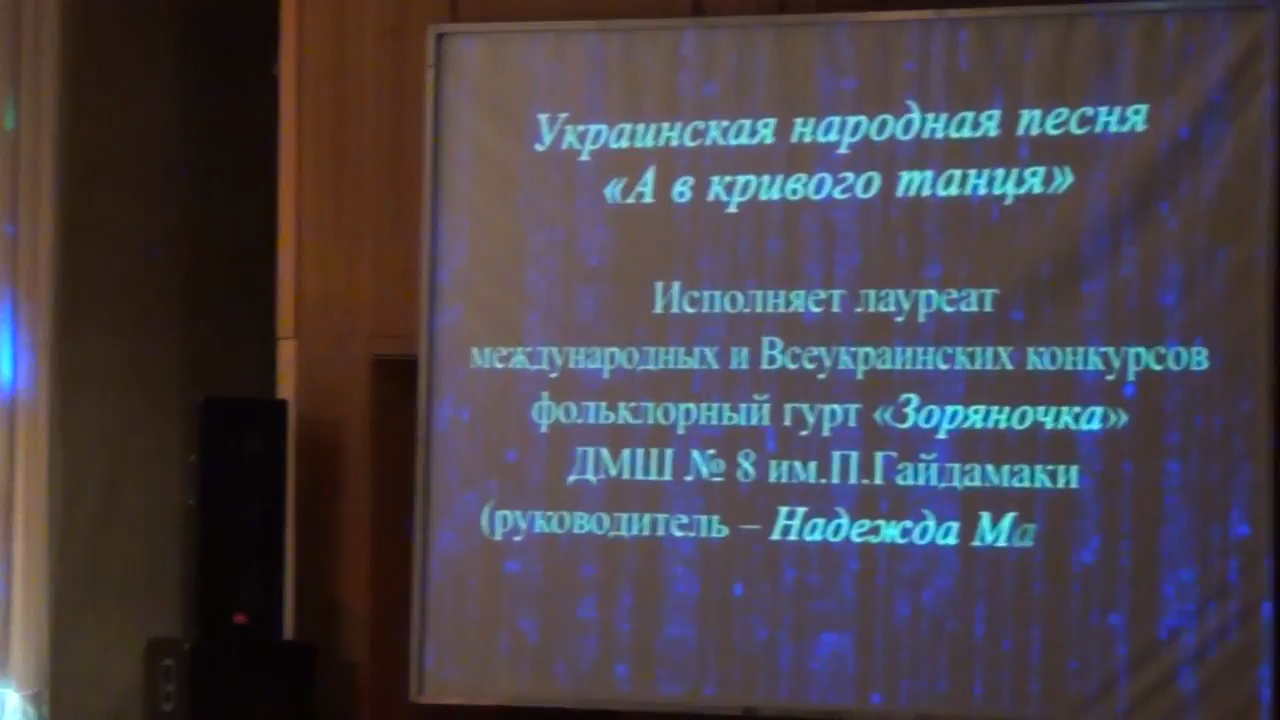 Украинская народная песня
«А в кривого танця»
Исполняет лауреат
международных и Всеукраинских конкурсов
фольклорный гурт «Зоряночка»
ДМШ № 8 им.П.Гайдамаки
(руководитель – Надежда Ма